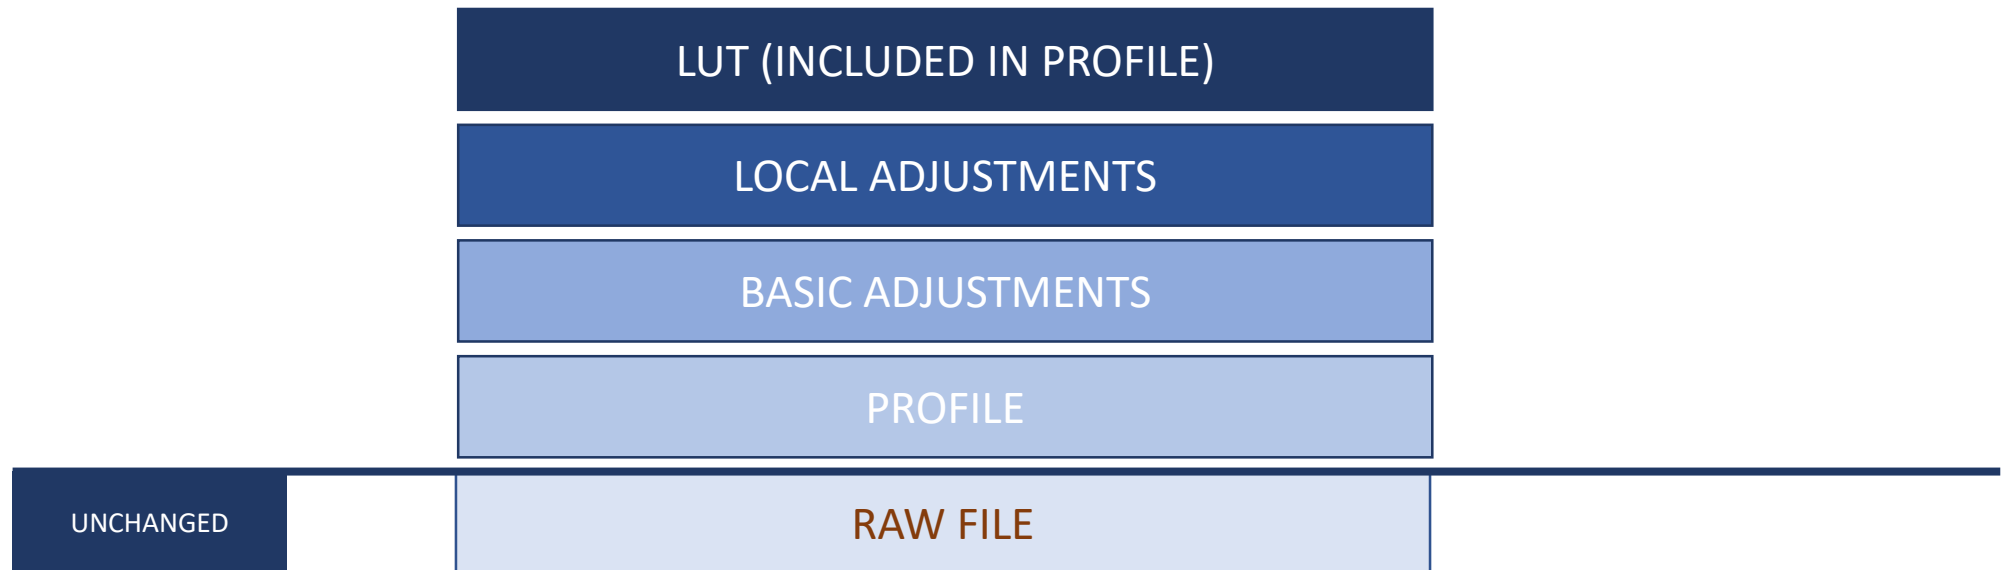 LUT (INCLUDED IN PROFILE)
LOCAL ADJUSTMENTS
BASIC ADJUSTMENTS
PROFILE
UNCHANGED
RAW FILE